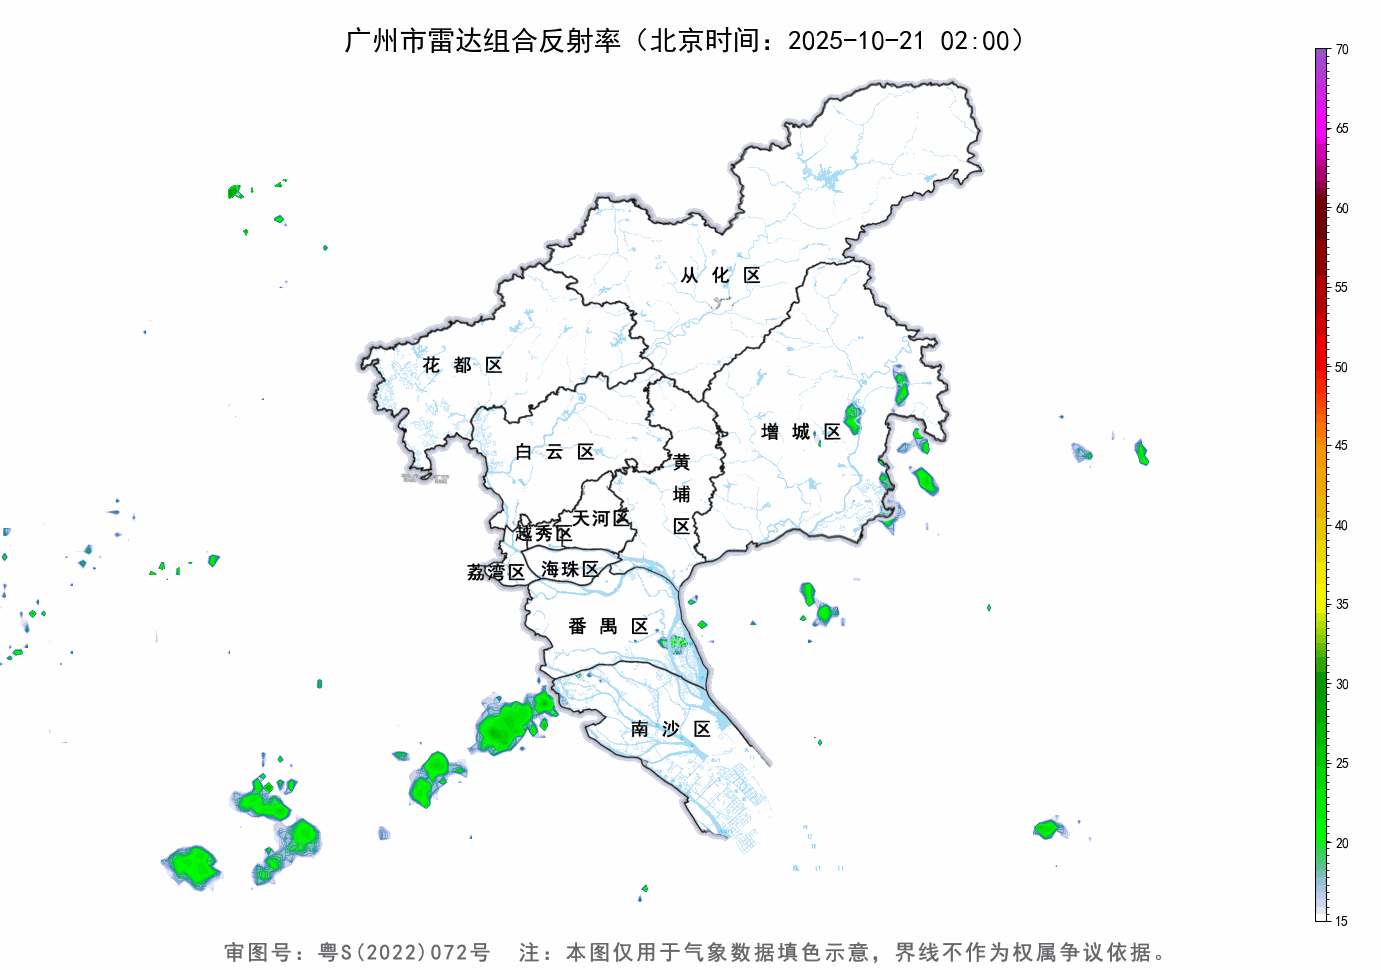 广州市雷达组合反射率（北京时间：2025-10-21 02:00）
70
65
60
55
50
45
40
35
30
25
20
15
从化区
花都区
增城区
白云区
黄埔区
天河区
越秀区
荔湾区
海珠区
番禺区
南沙区
审图号：粤S(2022)072号 注：本图仅用于气象数据填色示意，界线不作为权属争议依据。